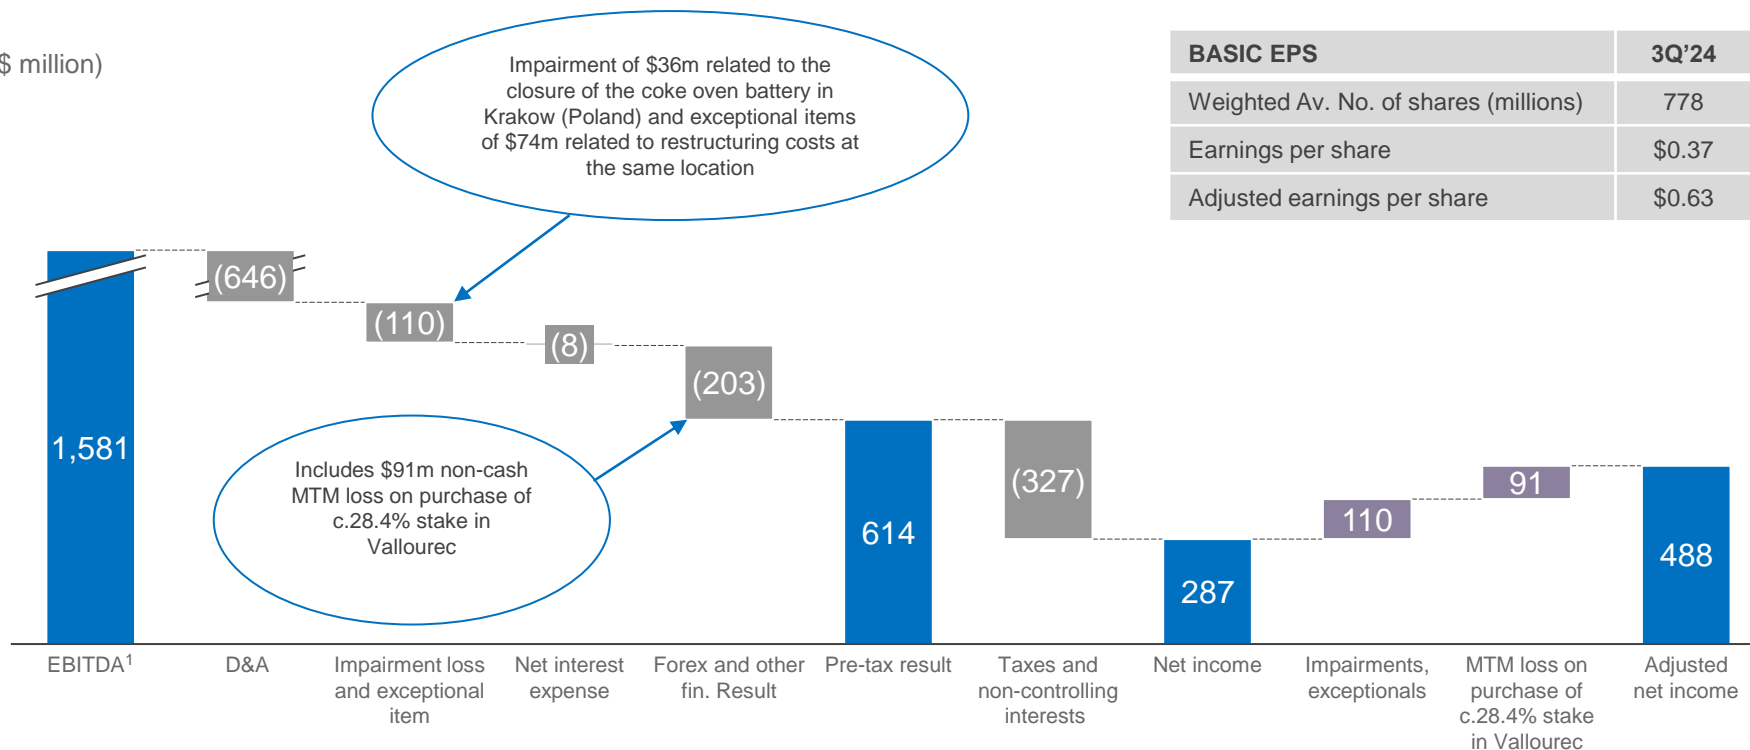 $ million)
Impairment of $36m related to the
closure of the coke oven battery in
Krakow (Poland) and exceptional items
of $74m related to restructuring costs at
the same location
BASIC EPS 3Q’24
Weighted Av. No. of shares (millions) 778
Earnings per share $0.37
Adjusted earnings per share $0.63
(646)
(110)
(8)
(203)
1,581
Includes $91m non-cash
MTM loss on purchase of
c.28.4% stake in
Vallourec
614
(327)
287
110
91
488
EBITDA¹
D&A
Impairment loss
and exceptional
item
Net interest
expense
Forex and other
fin. Result
Pre-tax result
Taxes and
non-controlling
interests
Net income
Impairments,
exceptionals
MTM loss on
purchase of
c.28.4% stake
in Vallourec
Adjusted
net income